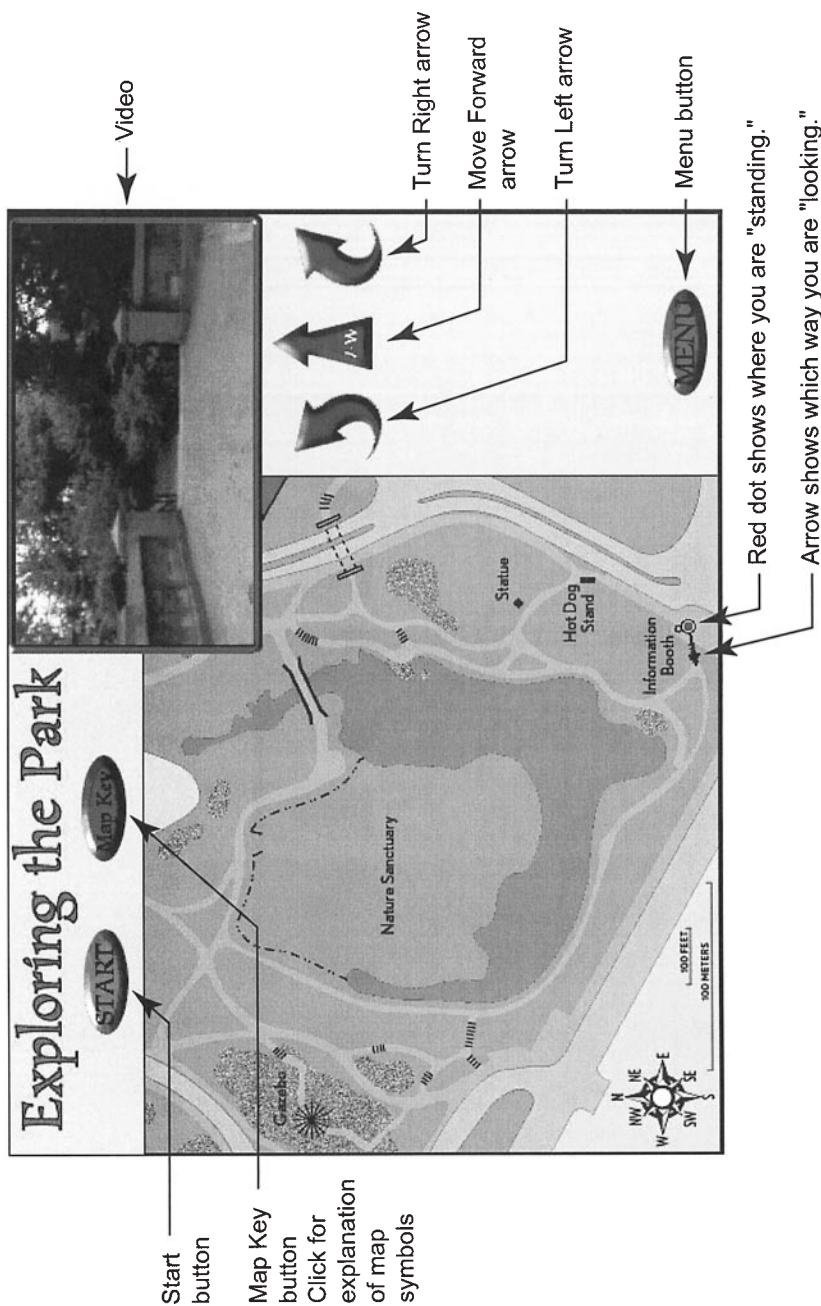 Exploring the Park
START
Map Key
Video
Turn Right arrow
Move Forward
arrow
Turn Left arrow
MENU
Menu button
Red dot shows where you are "standing."
Arrow shows which way you are "looking."
Start
button
Map Key
button
Click for
explanation
of map
symbols
Gazebo
Nature Sanctuary
Statue
Hot Dog
Stand
Information
Booth
100 FEET
100 METERS
N
NE
E
SE
S
SW
W
NW